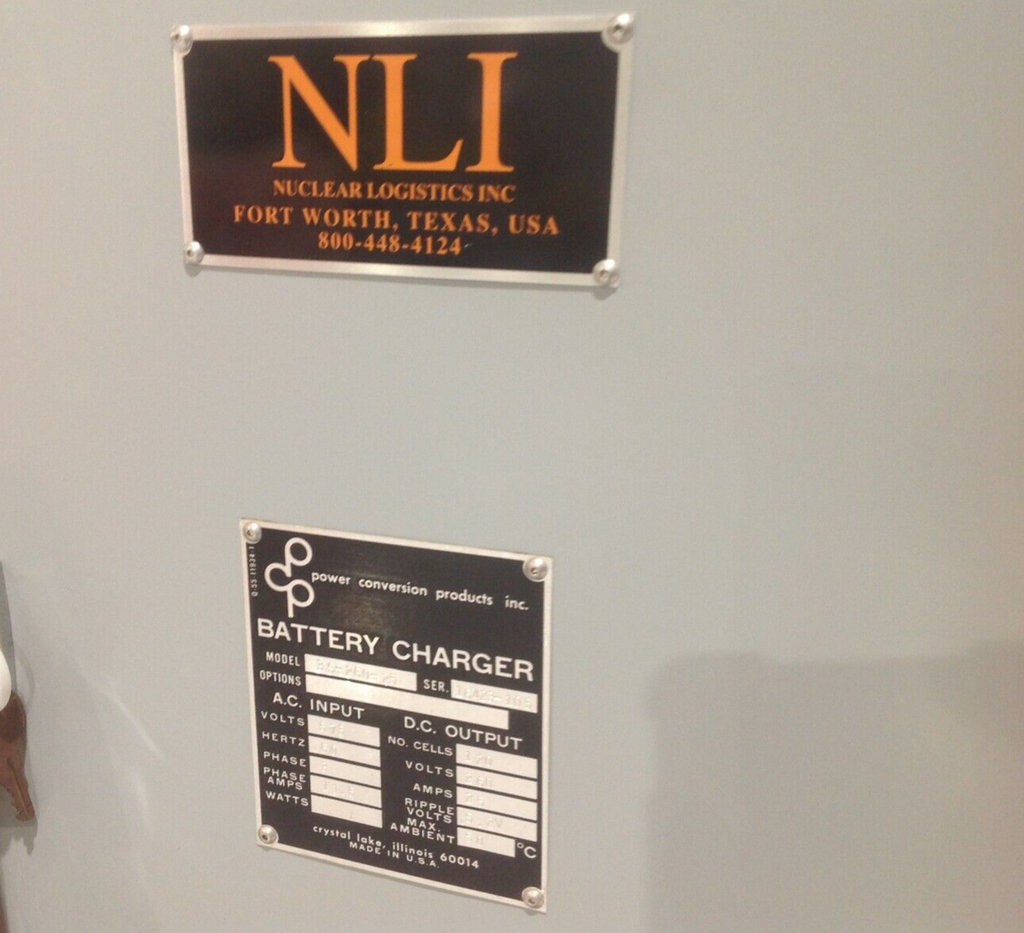 NLI
NUCLEAR LOGISTICS INC
FORT WORTH, TEXAS, USA
800-448-4124
power conversion products inc.
BATTERY CHARGER
MODEL SER.
OPTIONS
A.C. INPUT
VOLTS
HERTZ
PHASE
PHASE AMPS
WATTS
D.C. OUTPUT
NO. CELLS 120
VOLTS 260
AMPS
RIPPLE VOLTS
MAX. AMBIENT °C
crystal lake, illinois 60014
MADE IN U.S.A.